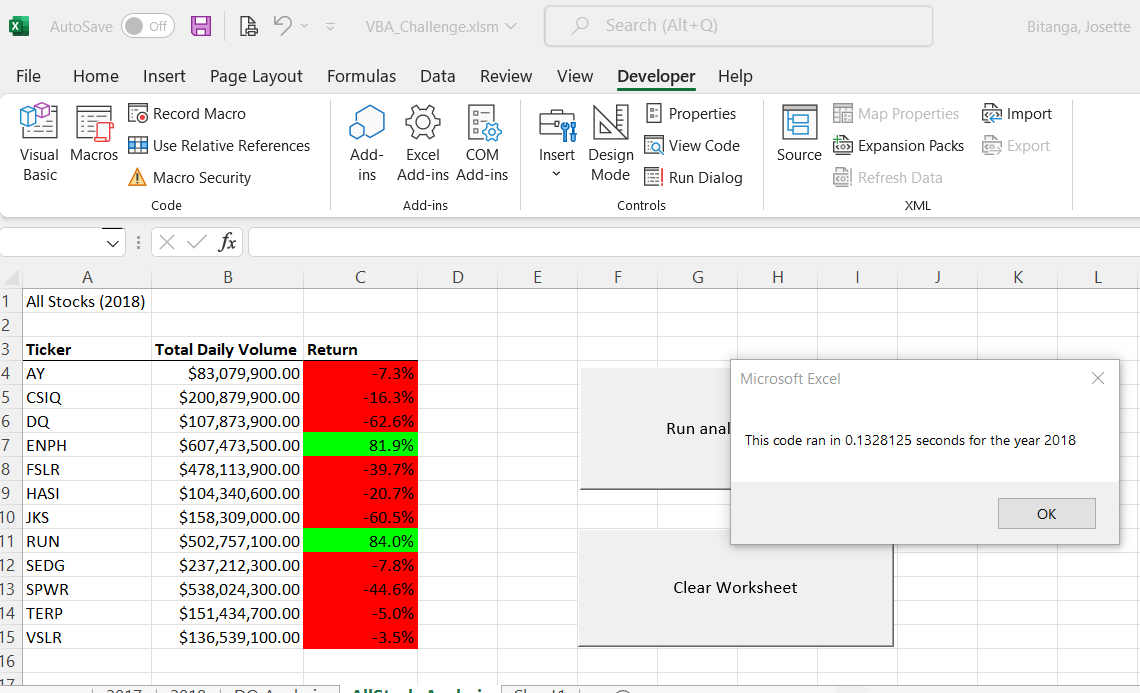 AutoSave Off VBA_Challenge.xlsm Search (Alt+Q) Bitanga, Josette
File Home Insert Page Layout Formulas Data Review View Developer Help
Visual Basic
Macros
Record Macro
Use Relative References
Macro Security
Code
Add-ins
Excel Add-ins
COM Add-ins
Add-ins
Insert
Design Mode
Properties
View Code
Run Dialog
Controls
Source
Map Properties
Expansion Packs
Refresh Data
Import
Export
XML
fx
A B C D E F G H I J K L
1 All Stocks (2018)
2
3 Ticker Total Daily Volume Return
4 AY $83,079,900.00 -7.3%
5 CSIQ $200,879,900.00 -16.3%
6 DQ $107,873,900.00 -62.6%
7 ENPH $607,473,500.00 81.9%
8 FSLR $478,113,900.00 -39.7%
9 HASI $104,340,600.00 -20.7%
10 JKS $158,309,000.00 -60.5%
11 RUN $502,757,100.00 84.0%
12 SEDG $237,212,300.00 -7.8%
13 SPWR $538,024,300.00 -44.6%
14 TERP $151,434,700.00 -5.0%
15 VSLR $136,539,100.00 -3.5%
16
17
Run anal
Clear Worksheet
Microsoft Excel
This code ran in 0.1328125 seconds for the year 2018
OK